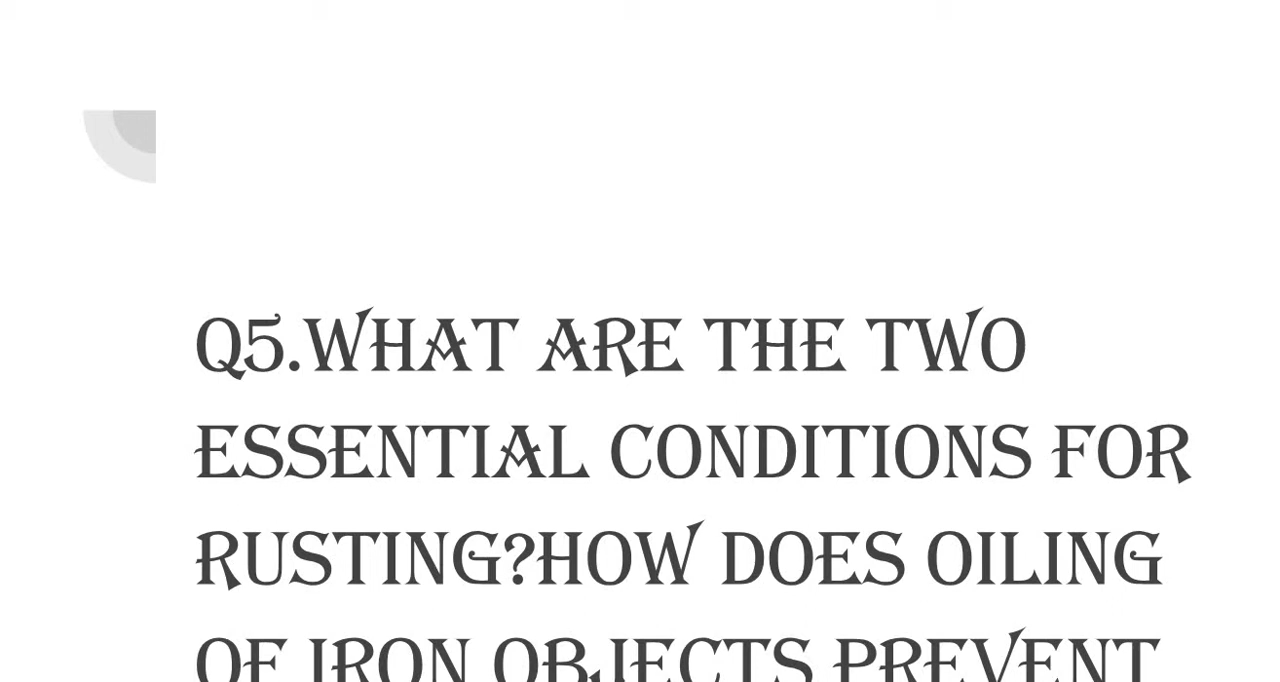 Q5.WHAT ARE THE TWO
ESSENTIAL CONDITIONS FOR
RUSTING?HOW DOES OILING
OF IRON OBJECTS PREVENT